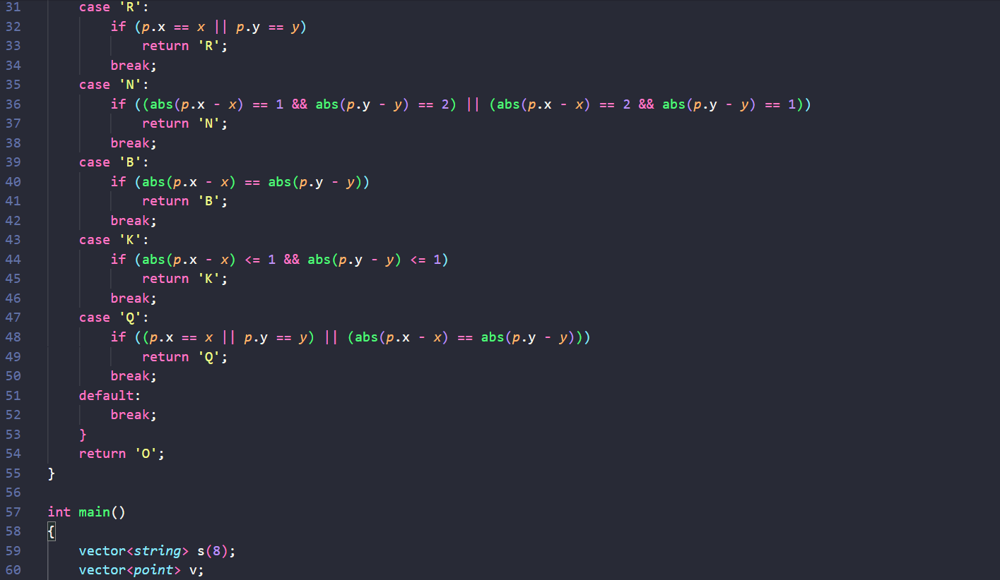 31 case 'R':
32 if (p.x == x || p.y == y)
33 return 'R';
34 break;
35 case 'N':
36 if ((abs(p.x - x) == 1 && abs(p.y - y) == 2) || (abs(p.x - x) == 2 && abs(p.y - y) == 1))
37 return 'N';
38 break;
39 case 'B':
40 if (abs(p.x - x) == abs(p.y - y))
41 return 'B';
42 break;
43 case 'K':
44 if (abs(p.x - x) <= 1 && abs(p.y - y) <= 1)
45 return 'K';
46 break;
47 case 'Q':
48 if ((p.x == x || p.y == y) || (abs(p.x - x) == abs(p.y - y)))
49 return 'Q';
50 break;
51 default:
52 break;
53 }
54 return 'O';
55 }
56
57 int main()
58 {
59 vector<string> s(8);
60 vector<point> v;